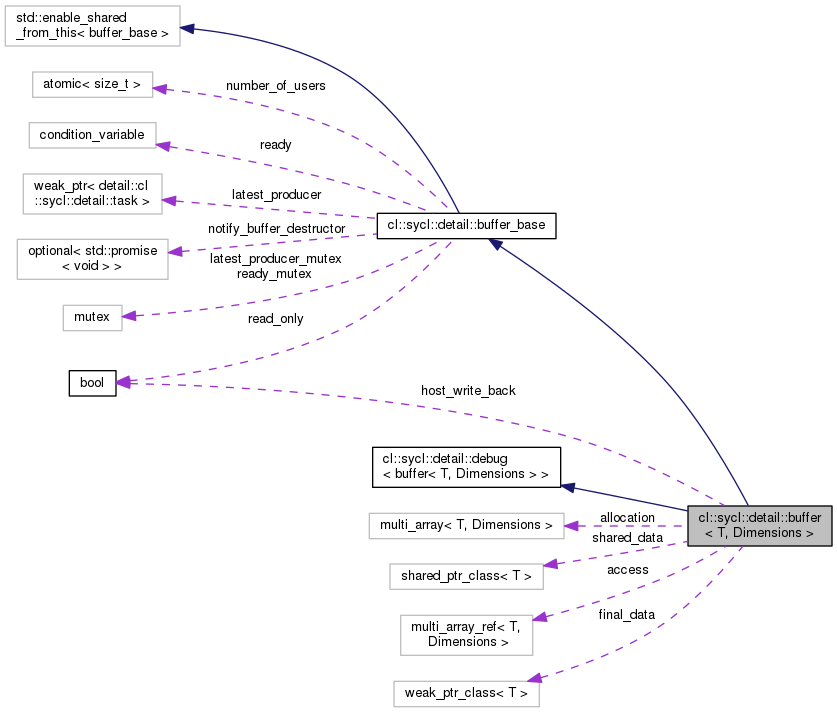 std::enable_shared
_from_this< buffer_base >
atomic< size_t >
number_of_users
condition_variable
ready
weak_ptr< detail::cl
::sycl::detail::task >
latest_producer
cl::sycl::detail::buffer_base
notify_buffer_destructor
optional< std::promise
< void > >
latest_producer_mutex
ready_mutex
mutex
read_only
bool
host_write_back
cl::sycl::detail::debug
< buffer< T, Dimensions > >
cl::sycl::detail::buffer
< T, Dimensions >
multi_array< T, Dimensions >
allocation
shared_data
shared_ptr_class< T >
access
multi_array_ref< T,
Dimensions >
final_data
weak_ptr_class< T >